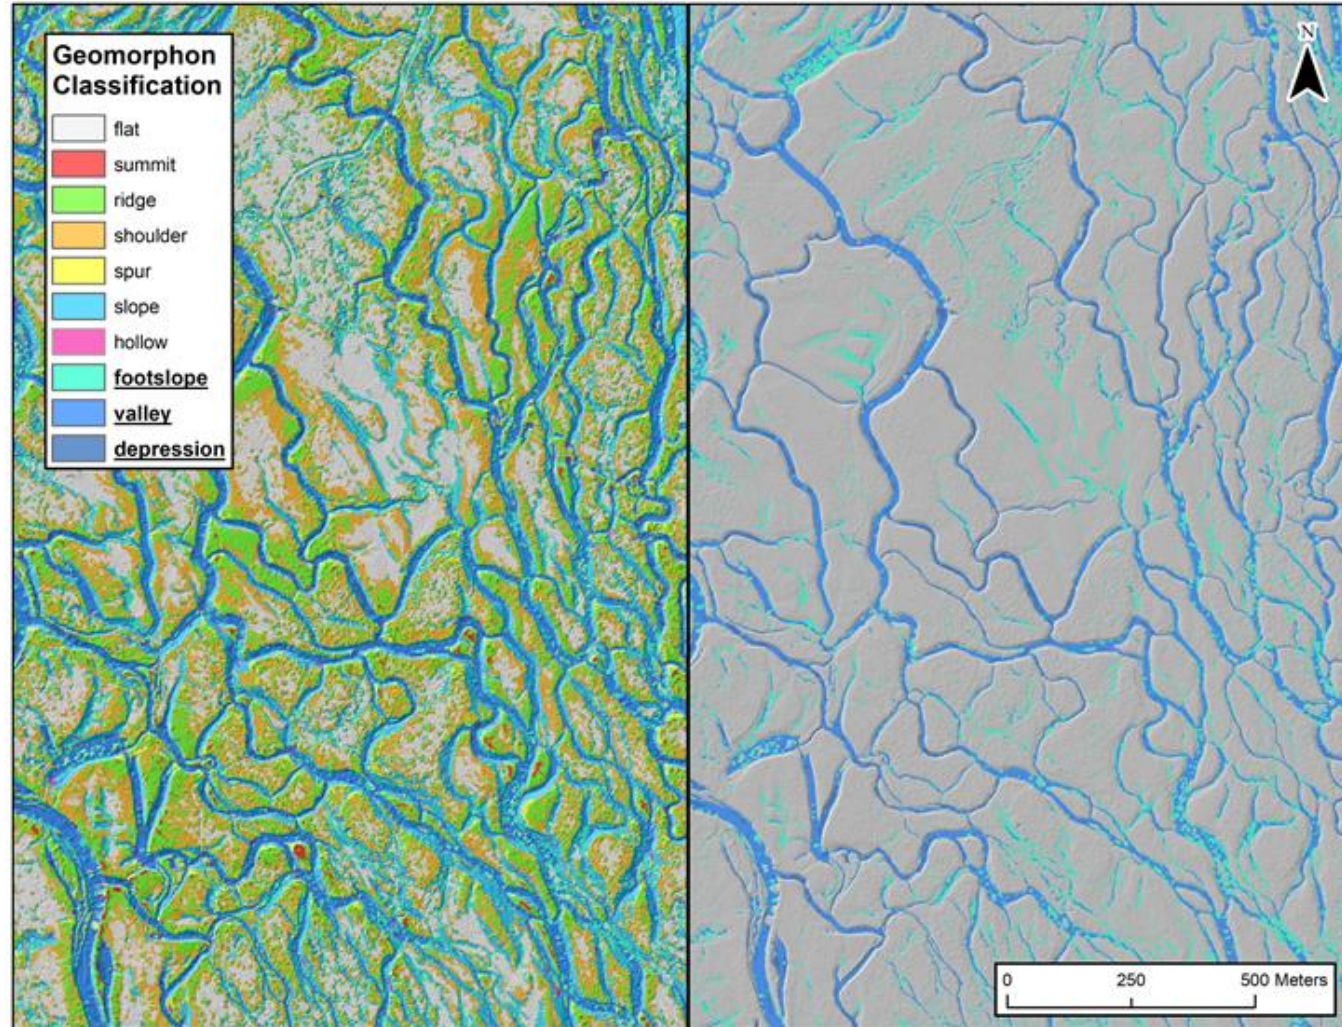 Geomorphon
Classification
flat
summit
ridge
shoulder
spur
slope
hollow
footslope
valley
depression
N
0 250 500 Meters